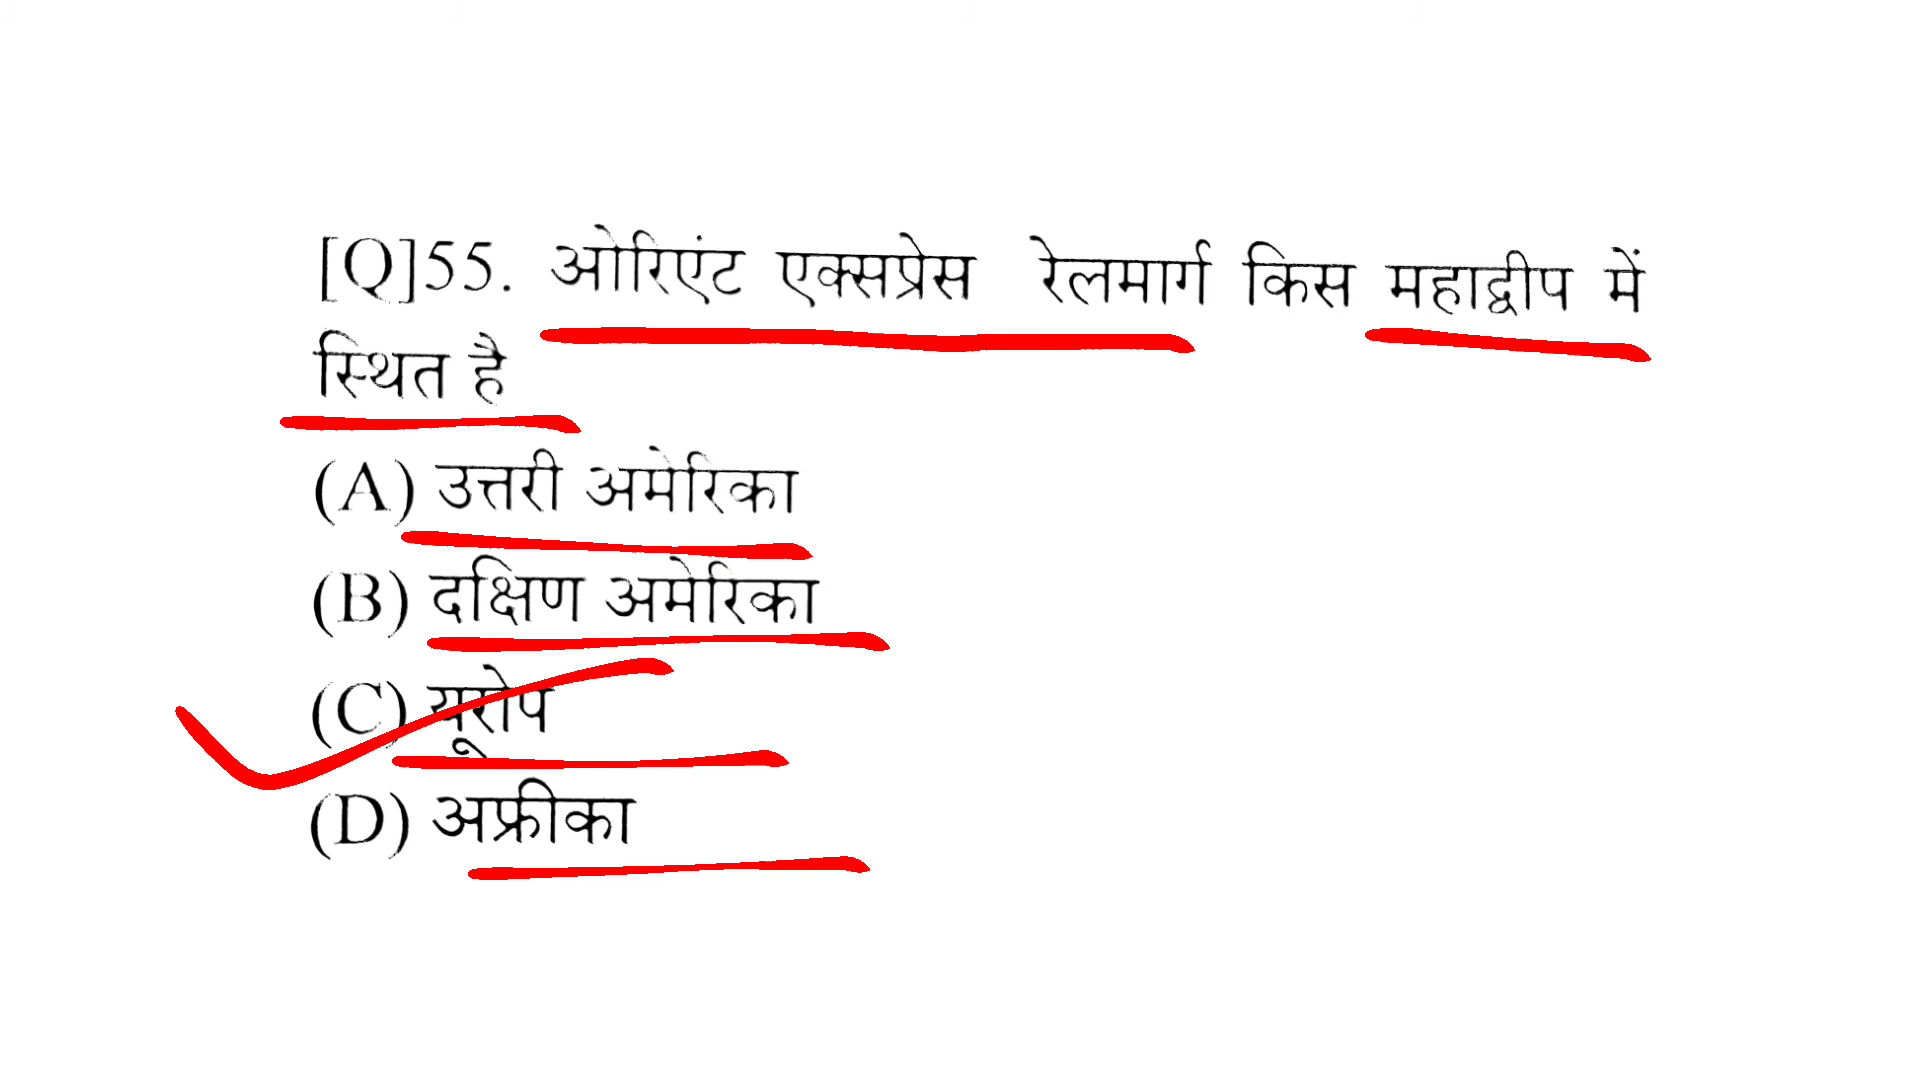 [Q]55. ओरिएंट एक्सप्रेस रेलमार्ग किस महाद्वीप में
स्थित है
(A) उत्तरी अमेरिका
(B) दक्षिण अमेरिका
(C) यूरोप
(D) अफ्रीका